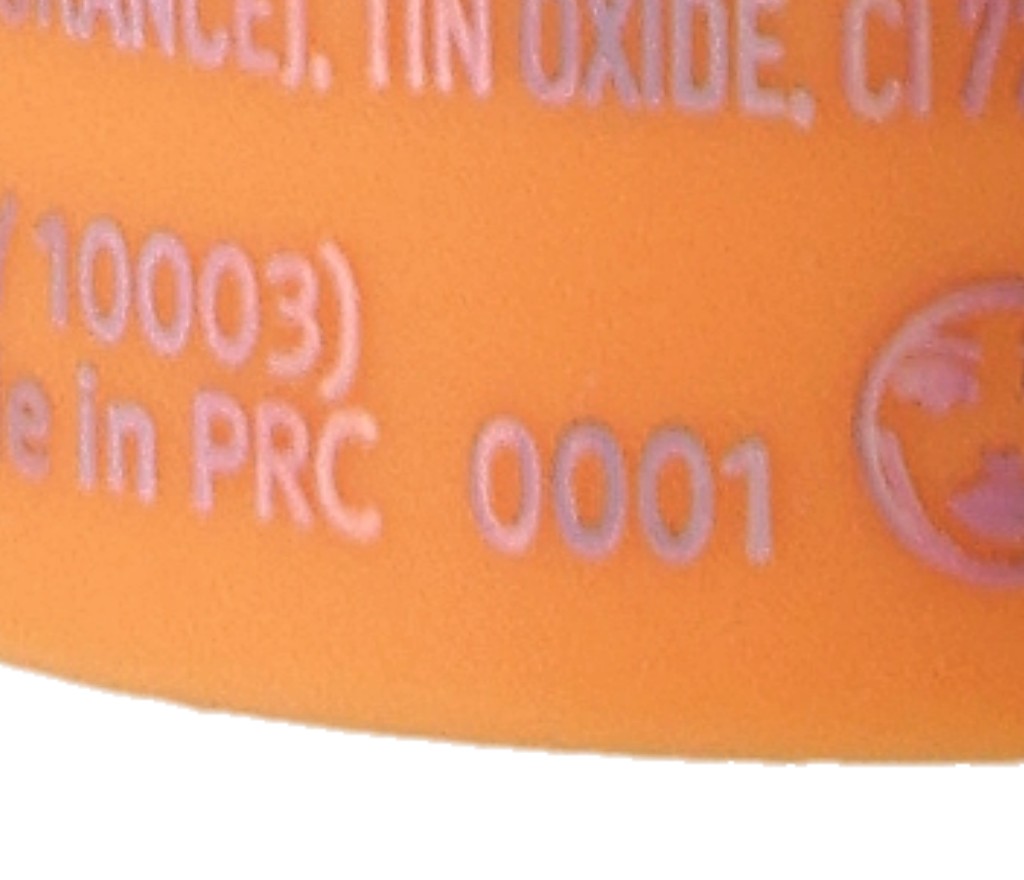 TIN OXIDE, CI
10003)
in PRC 0001